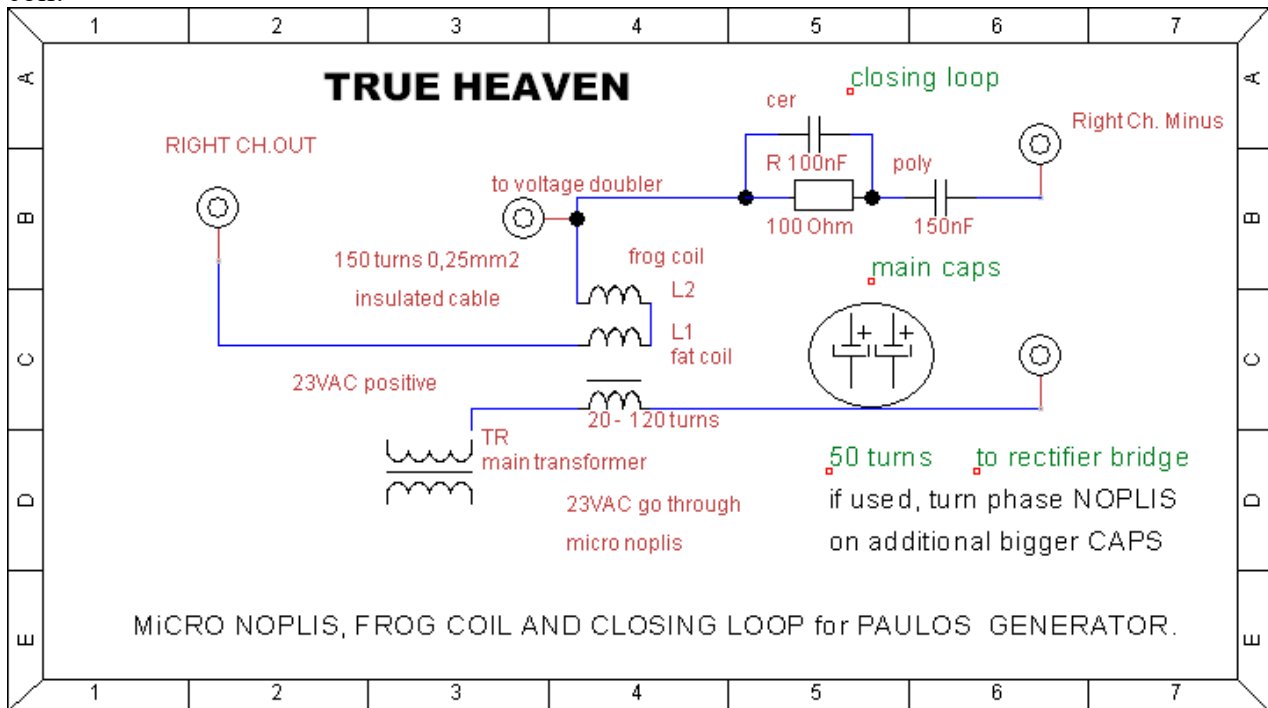 1 2 3 4 5 6 7
A A
TRUE HEAVEN
closing loop
cer
Right Ch. Minus
RIGHT CH.OUT
R 100nF poly
to voltage doubler
B B
100 Ohm 150nF
150 turns 0,25mm2 frog coil
main caps
insulated cable L2
L1
C C
fat coil
23VAC positive
20- 120 turns
TR
main transformer 50 turns to rectifier bridge
D D
23VAC go through if used, turn phase NOPLIS
micro noplis on additional bigger CAPS
MiCRO NOPLIS, FROG COIL AND CLOSING LOOP for PAULOS GENERATOR.
E E
1 2 3 4 5 6 7